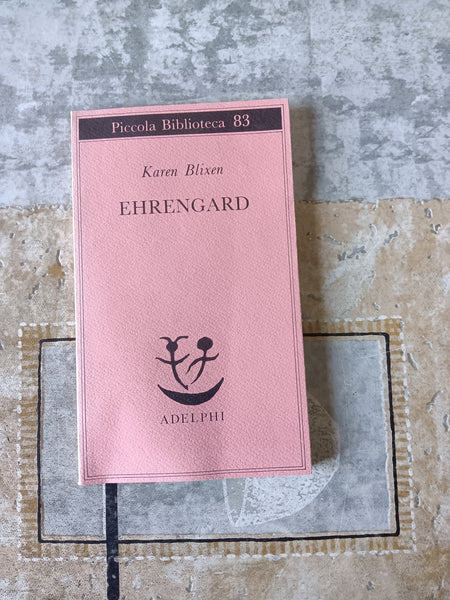 Piccola Biblioteca 83
Karen Blixen
EHRENGARD
ADELPHI